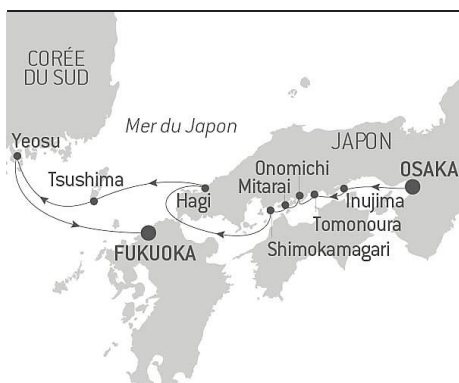 CORÉE
DU SUD
Yeosu
Mer du Japon
JAPON
Tsushima
Onomichi
Mitarai
OSAKA
Hagi
Inujima
Tomonoura
FUKUOKA
Shimokamagari